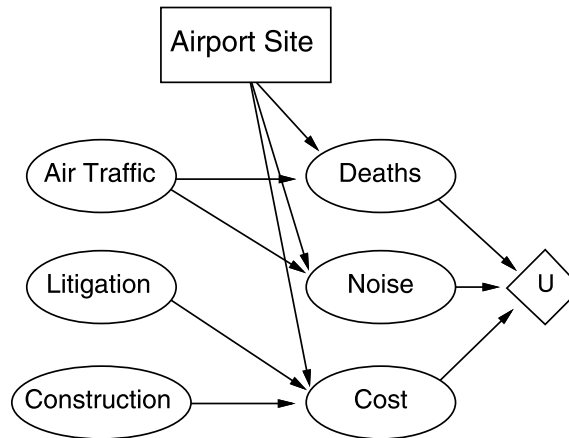 Airport Site
Air Traffic
Deaths
Litigation
Noise
U
Construction
Cost